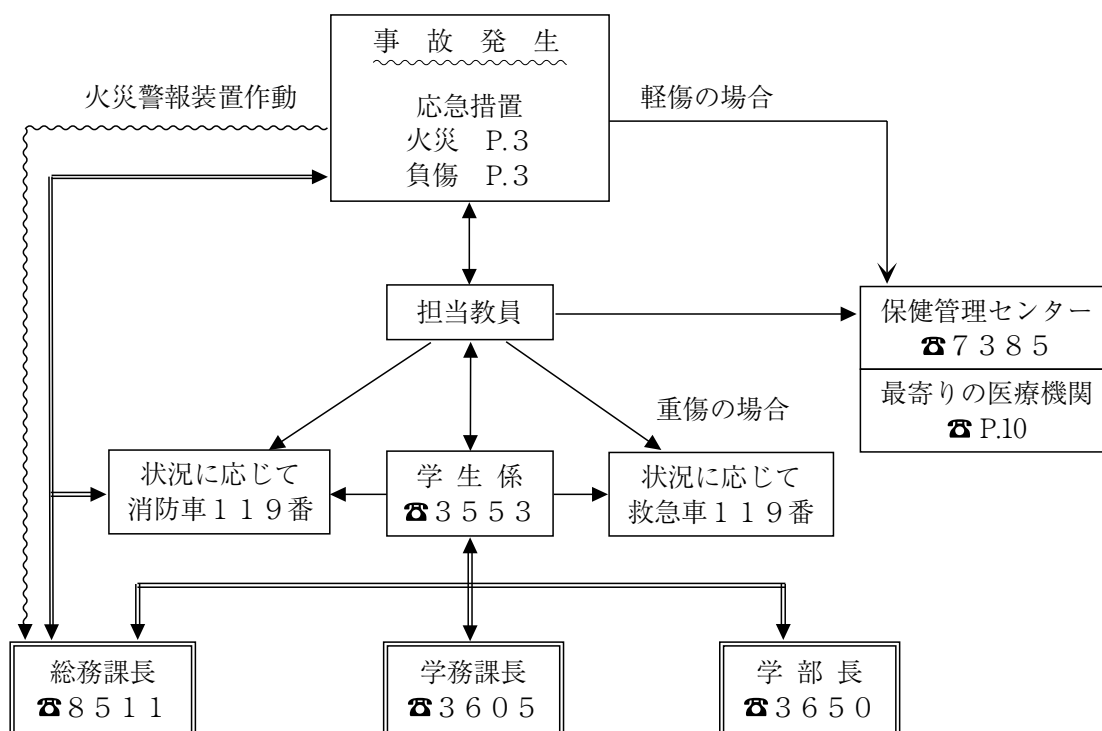 事 故 発 生
火災警報装置作動
応急措置
軽傷の場合
火災 P.３
負傷 P.３
担当教員
保健管理センター
☎７３８５
最寄りの医療機関
☎ P.10
重傷の場合
状況に応じて
消防車１１９番
学 生 係
☎３５５３
状況に応じて
救急車１１９番
総務課長
☎８５１１
学務課長
☎３６０５
学 部 長
☎３６５０